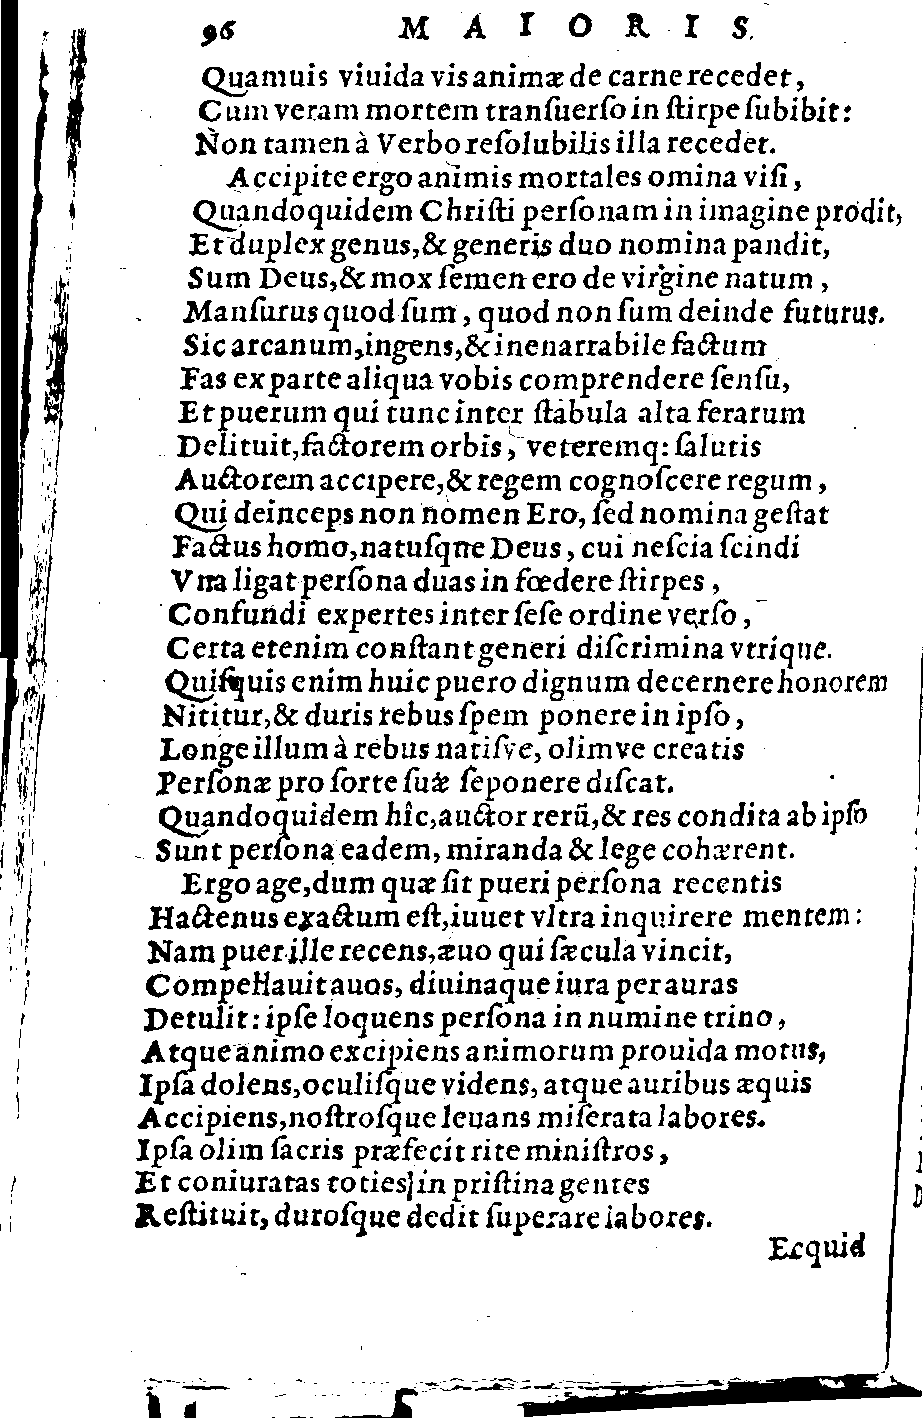 96 MAIORIS.
Quamuis viuida vis animæ de carne recedet,
Cum veram mortem tranſuerſo in ſtirpe ſubibit:
Non tamen à Verbo reſolubilis illa recedet.
Accipite ergo animis mortales omina viſi,
Quandoquidem Chriſti perſonam in imagine prodit,
Et duplex genus, & generis duo nomina pandit,
Sum Deus, & mox ſemen ero de virgine natum,
Manſurus quod ſum, quod non ſum deinde futurus.
Sic arcanum, ingens, & inenarrabile factum
Fas ex parte aliqua vobis comprendere ſenſu,
Et puerum qui tunc inter ſtabula alta ferarum
Delituit, factorem orbis, veteremq: ſalutis
Auctorem accipere, & regem cognoſcere regum,
Qui deinceps non nomen Ero, ſed nomina geſtat
Factus homo, natuſque Deus, cui neſcia ſcindi
Vna ligat perſona duas in fœdere ſtirpes,
Confundi expertes inter ſeſe ordine verſo,
Certa etenim conſtant generi diſcrimina vtrique.
Quiſquis enim huic puero dignum decernere honorem
Nititur, & duris rebus ſpem ponere in ipſo,
Longe illum à rebus natiſve, olimve creatis
Perſonæ pro ſorte ſuæ ſeponere diſcat.
Quandoquidem hîc, auctor rerũ, & res condita ab ipſo
Sunt perſona eadem, miranda & lege cohærent.
Ergo age, dum quæ ſit pueri perſona recentis
Hactenus exactum eſt, iuuet vltra inquirere mentem:
Nam puer ille recens, æuo qui ſæcula vincit,
Compellauit auos, diuinaque iura per auras
Detulit: ipſe loquens perſona in numine trino,
Atque animo excipiens animorum prouida motus,
Ipſa dolens, oculiſque videns, atque auribus æquis
Accipiens, noſtroſque leuans miſerata labores.
Ipſa olim ſacris præfecit rite miniſtros,
Et coniuratas toties in priſtina gentes
Reſtituit, duroſque dedit ſuperare labores.
Ecquid